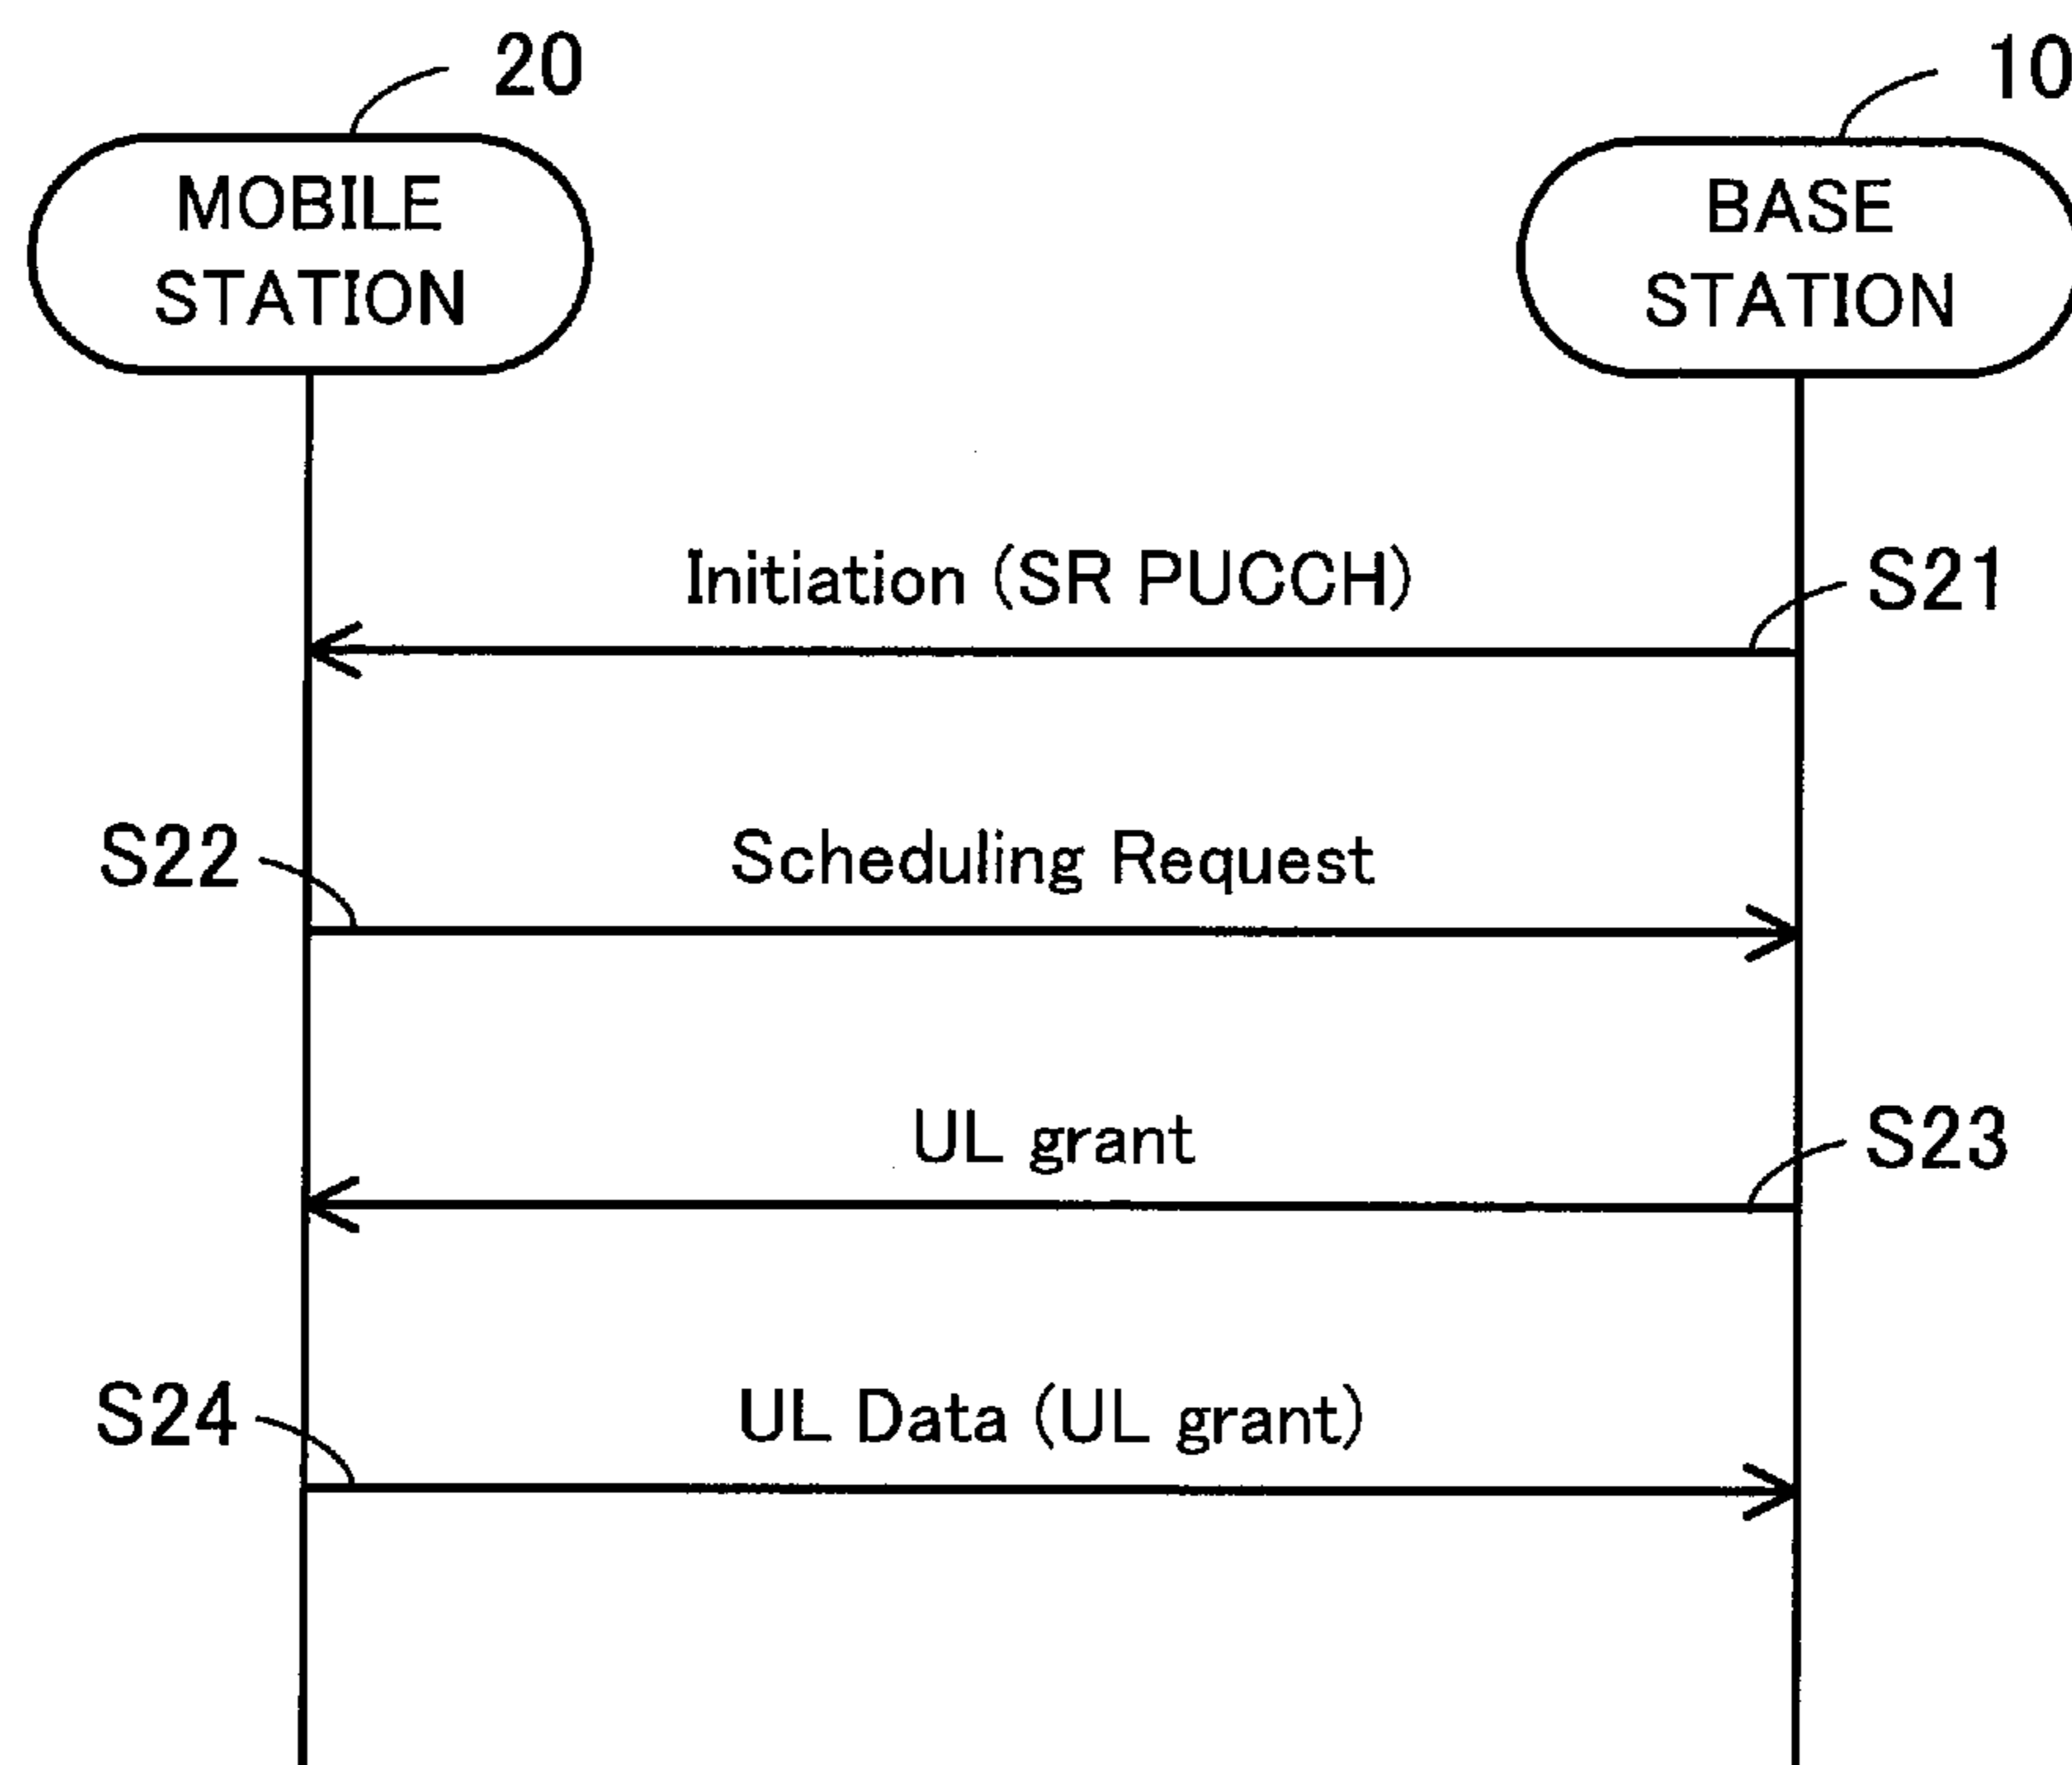 20
10
MOBILE
STATION
BASE
STATION
Initiation (SR PUCCH)
S21
S22
Scheduling Request
UL grant
S23
S24
UL Data (UL grant)